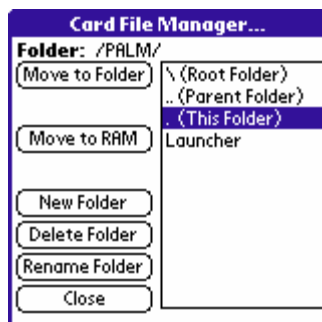 Card File Manager...
Folder: /PALM/
Move to Folder
\ (Root Folder)
.. (Parent Folder)
. (This Folder)
Move to RAM
Launcher
New Folder
Delete Folder
Rename Folder
Close